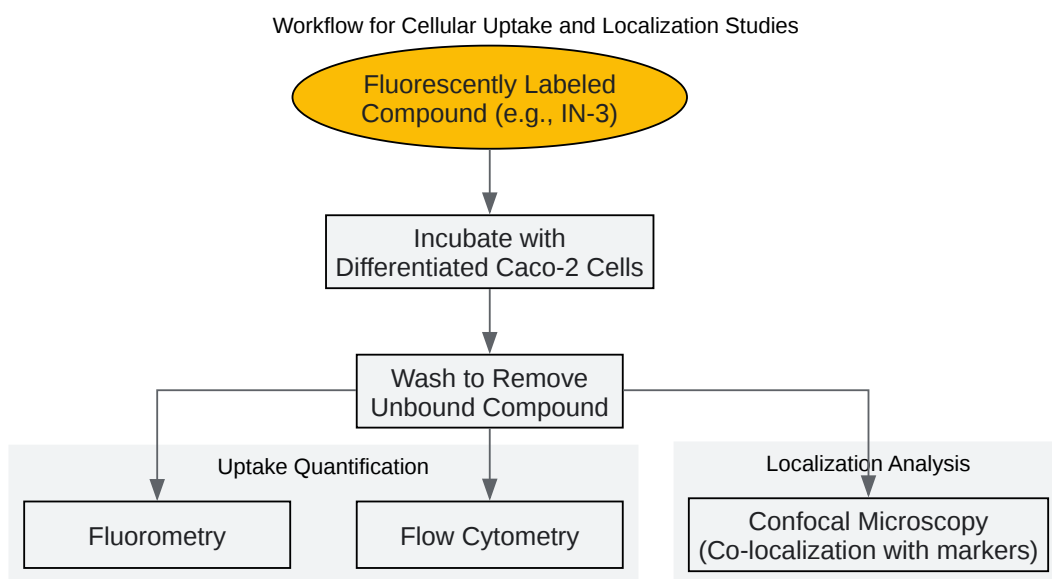 Workflow for Cellular Uptake and Localization Studies
Fluorescently Labeled
Compound (e.g., IN-3)
Incubate with
Differentiated Caco-2 Cells
Wash to Remove
Unbound Compound
Uptake Quantification
Localization Analysis
Fluorometry
Flow Cytometry
Confocal Microscopy
(Co-localization with markers)